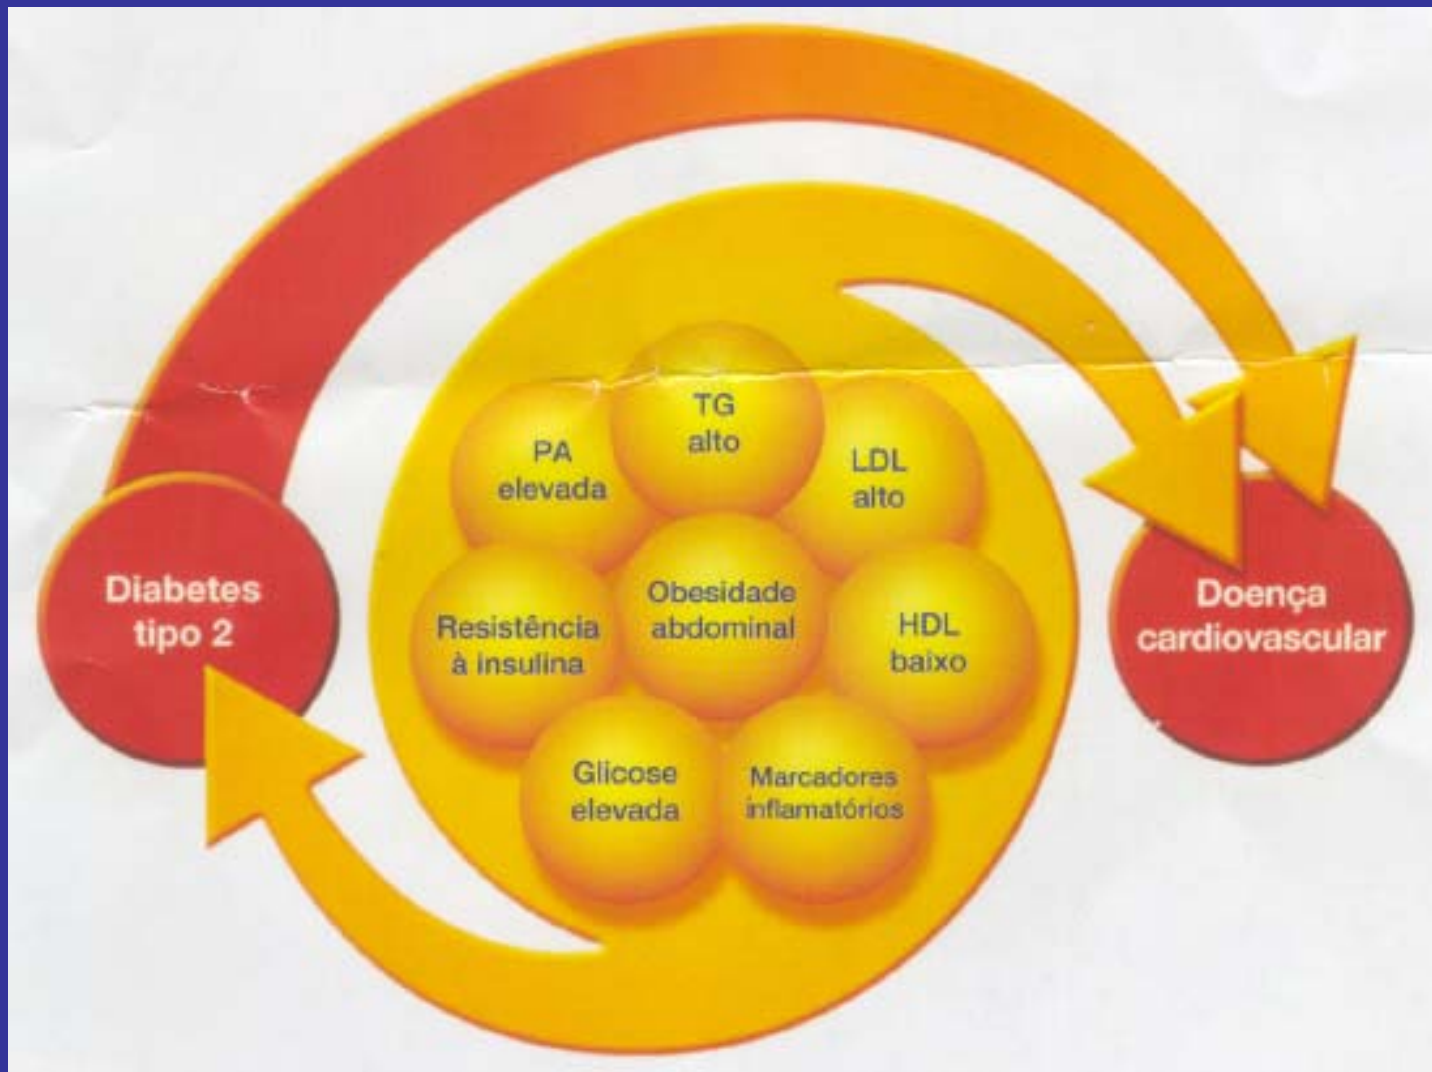 TG
alto
PA
elevada
LDL
alto
Diabetes
tipo 2
Resistência
à insulina
Obesidade
abdominal
HDL
baixo
Doença
cardiovascular
Glicose
elevada
Marcadores
inflamatórios